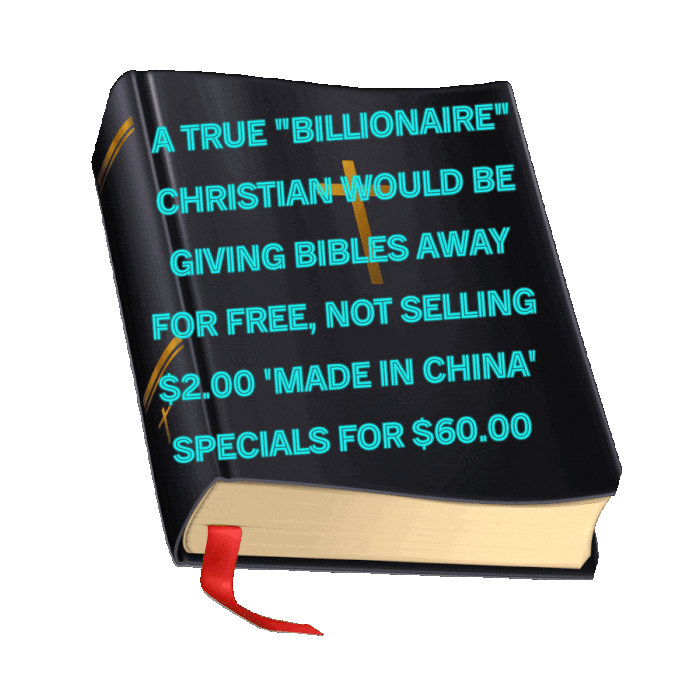 A TRUE "BILLIONAIRE"
CHRISTIAN WOULD BE
GIVING BIBLES AWAY
FOR FREE, NOT SELLING
$2.00 'MADE IN CHINA'
SPECIALS FOR $60.00